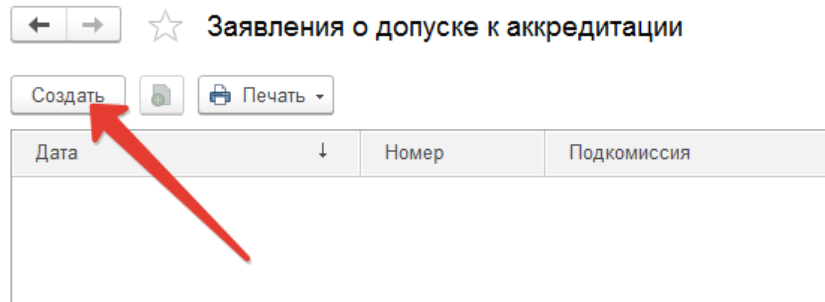 Заявления о допуске к аккредитации
Создать Печать
Дата Номер Подкомиссия